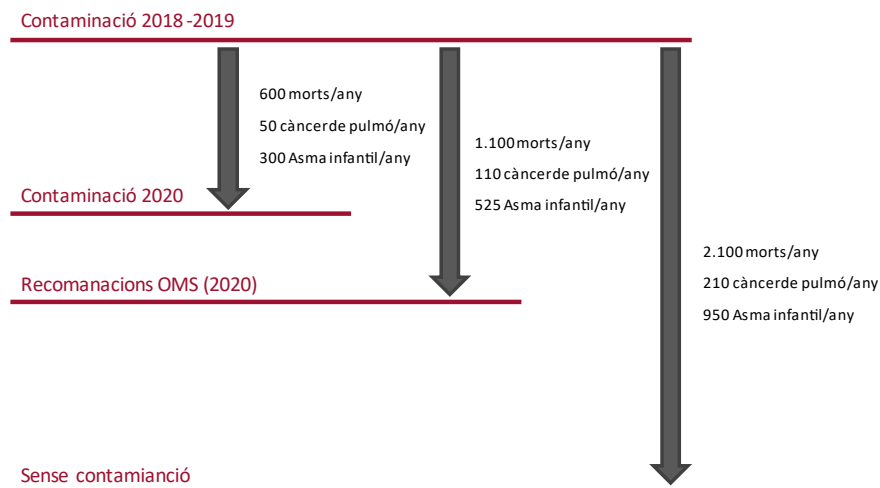 Contaminació 2018-2019
600 morts/any
50 càncerde pulmó/any
300 Asma infantil/any
Contaminació 2020
1.100morts/any
110 càncerde pulmó/any
525 Asma infantil/any
Recomanacions OMS (2020)
2.100 morts/any
210 càncerde pulmó/any
950 Asma infantil/any
Sense contamianció